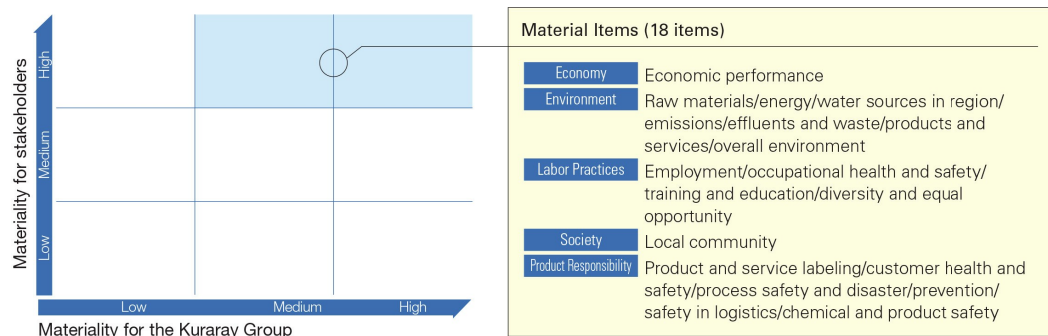 Materiality for stakeholders
High
Medium
Low
Low
Medium
High
Materiality for the Kuraray Group
Material Items (18 items)
Economy Economic performance
Environment Raw materials/energy/water sources in region/
emissions/effluents and waste/products and
services/overall environment
Labor Practices Employment/occupational health and safety/
training and education/diversity and equal
opportunity
Society Local community
Product Responsibility Product and service labeling/customer health and
safety/process safety and disaster/prevention/
safety in logistics/chemical and product safety